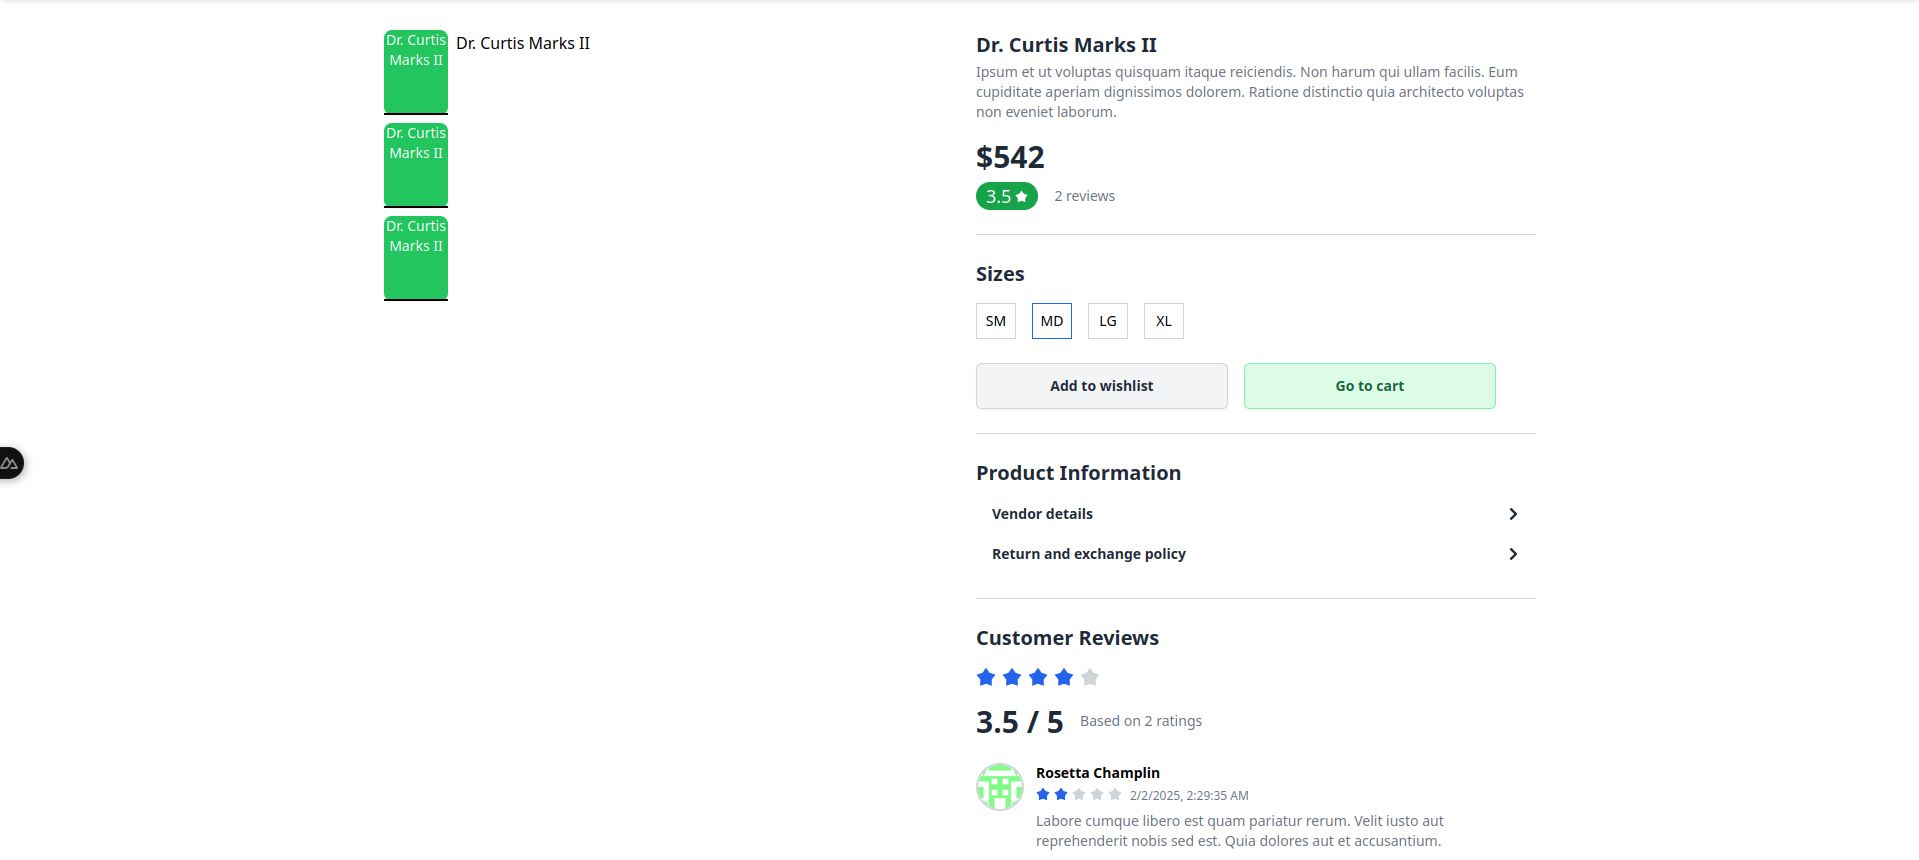 Dr. Curtis
Marks II
Dr. Curtis
Marks II
Dr. Curtis
Marks II
Dr. Curtis Marks II
Dr. Curtis Marks II
Ipsum et ut voluptas quisquam itaque reiciendis. Non harum qui ullam facilis. Eum
cupiditate aperiam dignissimos dolorem. Ratione distinctio quia architecto voluptas
non eveniet laborum.
$542
3.5
2 reviews
Sizes
SM MD LG XL
Add to wishlist
Go to cart
Product Information
Vendor details
Return and exchange policy
Customer Reviews
3.5 / 5 Based on 2 ratings
Rosetta Champlin
2/2/2025, 2:29:35 AM
Labore cumque libero est quam pariatur rerum. Velit iusto aut
reprehenderit nobis sed est. Quia dolores aut et accusantium.